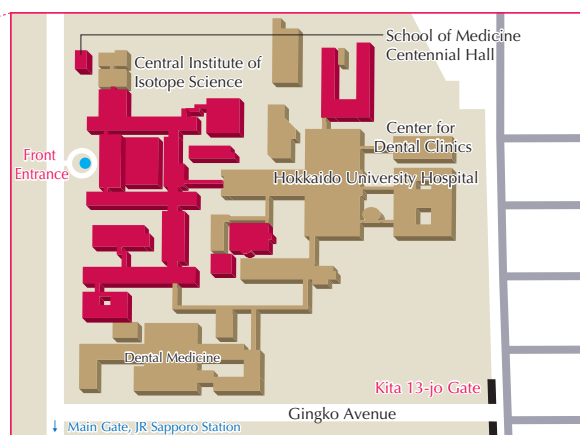 School of Medicine
Centennial Hall
Central Institute of
Isotope Science
Center for
Dental Clinics
Front
Entrance
Hokkaido University Hospital
Dental Medicine
Kita 13-jo Gate
Gingko Avenue
↓ Main Gate, JR Sapporo Station